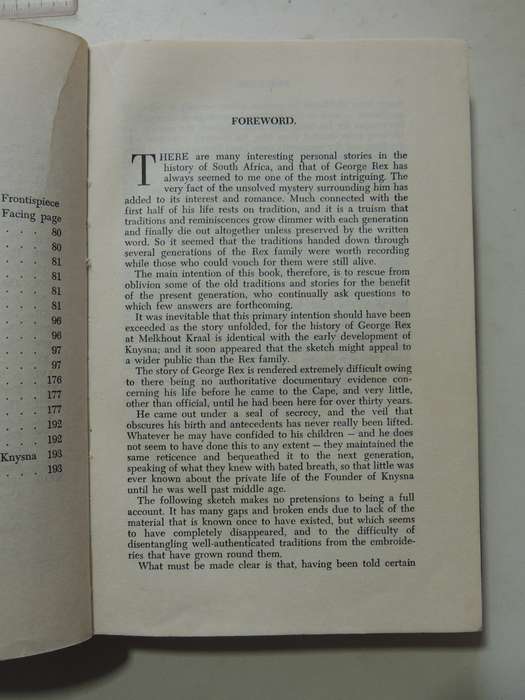 Frontispiece
Facing page
. . . . . 80
. . . . . 80
. . . . . 81
. . . . . 81
. . . . . 81
. . . . . 81
. . . . . 96
. . . . . 96
. . . . . 97
. . . . . 97
. . . . 176
. . . . 177
. . . . 177
. . . . 192
. . . . 192
Knysna 193
. . . . 193
FOREWORD.
THERE are many interesting personal stories in the
history of South Africa, and that of George Rex has
always seemed to me one of the most intriguing. The
very fact of the unsolved mystery surrounding him has
added to its interest and romance. Much connected with the
first half of his life rests on tradition, and it is a truism that
traditions and reminiscences grow dimmer with each generation
and finally die out altogether unless preserved by the written
word. So it seemed that the traditions handed down through
several generations of the Rex family were worth recording
while those who could vouch for them were still alive.
The main intention of this book, therefore, is to rescue from
oblivion some of the old traditions and stories for the benefit
of the present generation, who continually ask questions to
which few answers are forthcoming.
It was inevitable that this primary intention should have been
exceeded as the story unfolded, for the history of George Rex
at Melkhout Kraal is identical with the early development of
Knysna; and it soon appeared that the sketch might appeal to
a wider public than the Rex family.
The story of George Rex is rendered extremely difficult owing
to there being no authoritative documentary evidence con-
cerning his life before he came to the Cape, and very little,
other than official, until he had been here for over thirty years.
He came out under a seal of secrecy, and the veil that
obscures his birth and antecedents has never really been lifted.
Whatever he may have confided to his children — and he does
not seem to have done this to any extent — they maintained the
same reticence and bequeathed it to the next generation,
speaking of what they knew with bated breath, so that little was
ever known about the private life of the Founder of Knysna
until he was well past middle age.
The following sketch makes no pretensions to being a full
account. It has many gaps and broken ends due to lack of the
material that is known once to have existed, but which seems
to have completely disappeared, and to the difficulty of
disentangling well-authenticated traditions from the embroide-
ries that have grown round them.
What must be made clear is that, having been told certain